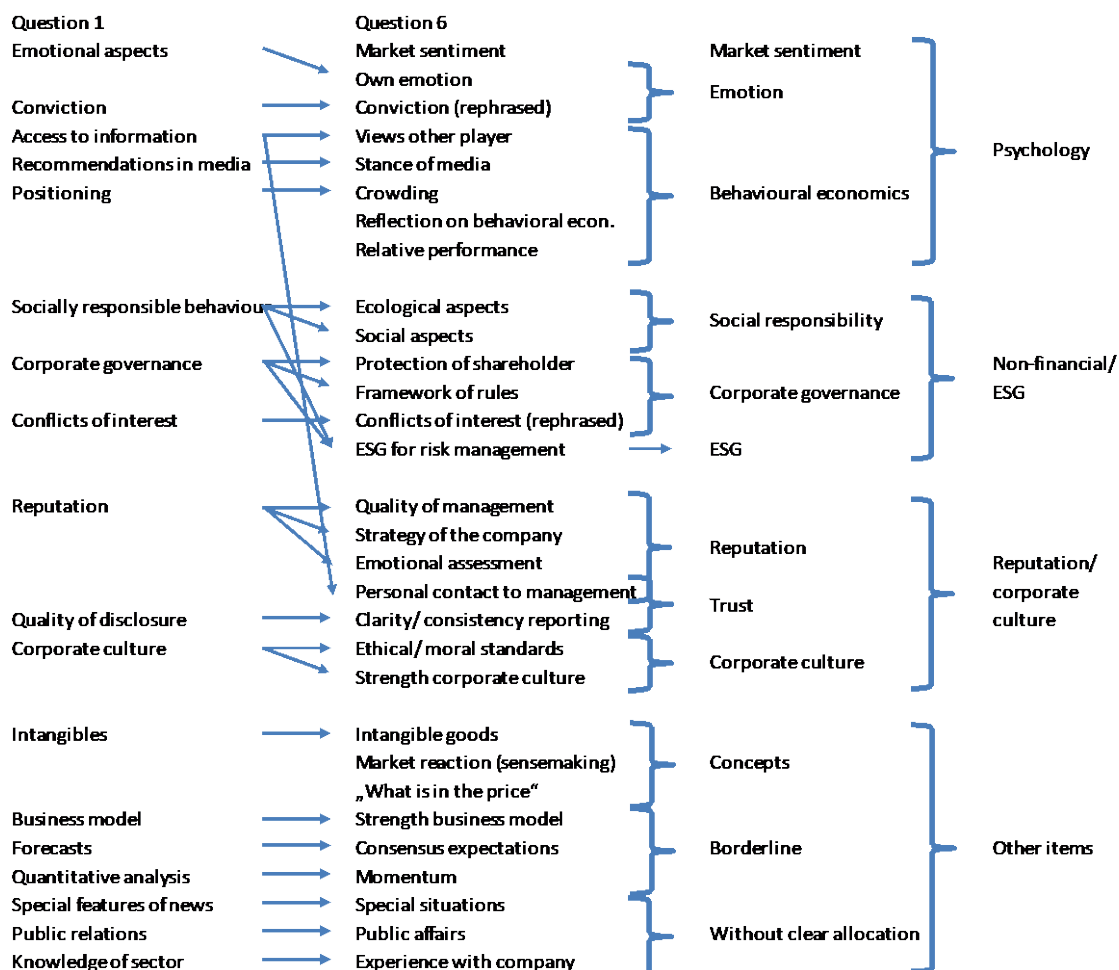 Question 1 Question 6
Emotional aspects Market sentiment Market sentiment
Own emotion
Emotion
Conviction Conviction (rephrased)
Access to information Views other player
Recommendations in media Stance of media Psychology
Positioning Crowding Behavioural economics
Reflection on behavioral econ.
Relative performance
Socially responsible behaviour Ecological aspects
Social responsibility
Social aspects
Corporate governance Protection of shareholder Non-financial/
Framework of rules Corporate governance ESG
Conflicts of interest Conflicts of interest (rephrased)
ESG for risk management ESG
Reputation Quality of management
Strategy of the company
Reputation
Emotional assessment Reputation/
Personal contact to management Trust corporate
Quality of disclosure Clarity/ consistency reporting culture
Corporate culture Ethical/ moral standards
Corporate culture
Strength corporate culture
Intangibles Intangible goods
Market reaction (sensemaking) Concepts
„What is in the price“
Business model Strength business model
Forecasts Consensus expectations Borderline Other items
Quantitative analysis Momentum
Special features of news Special situations
Public relations Public affairs Without clear allocation
Knowledge of sector Experience with company